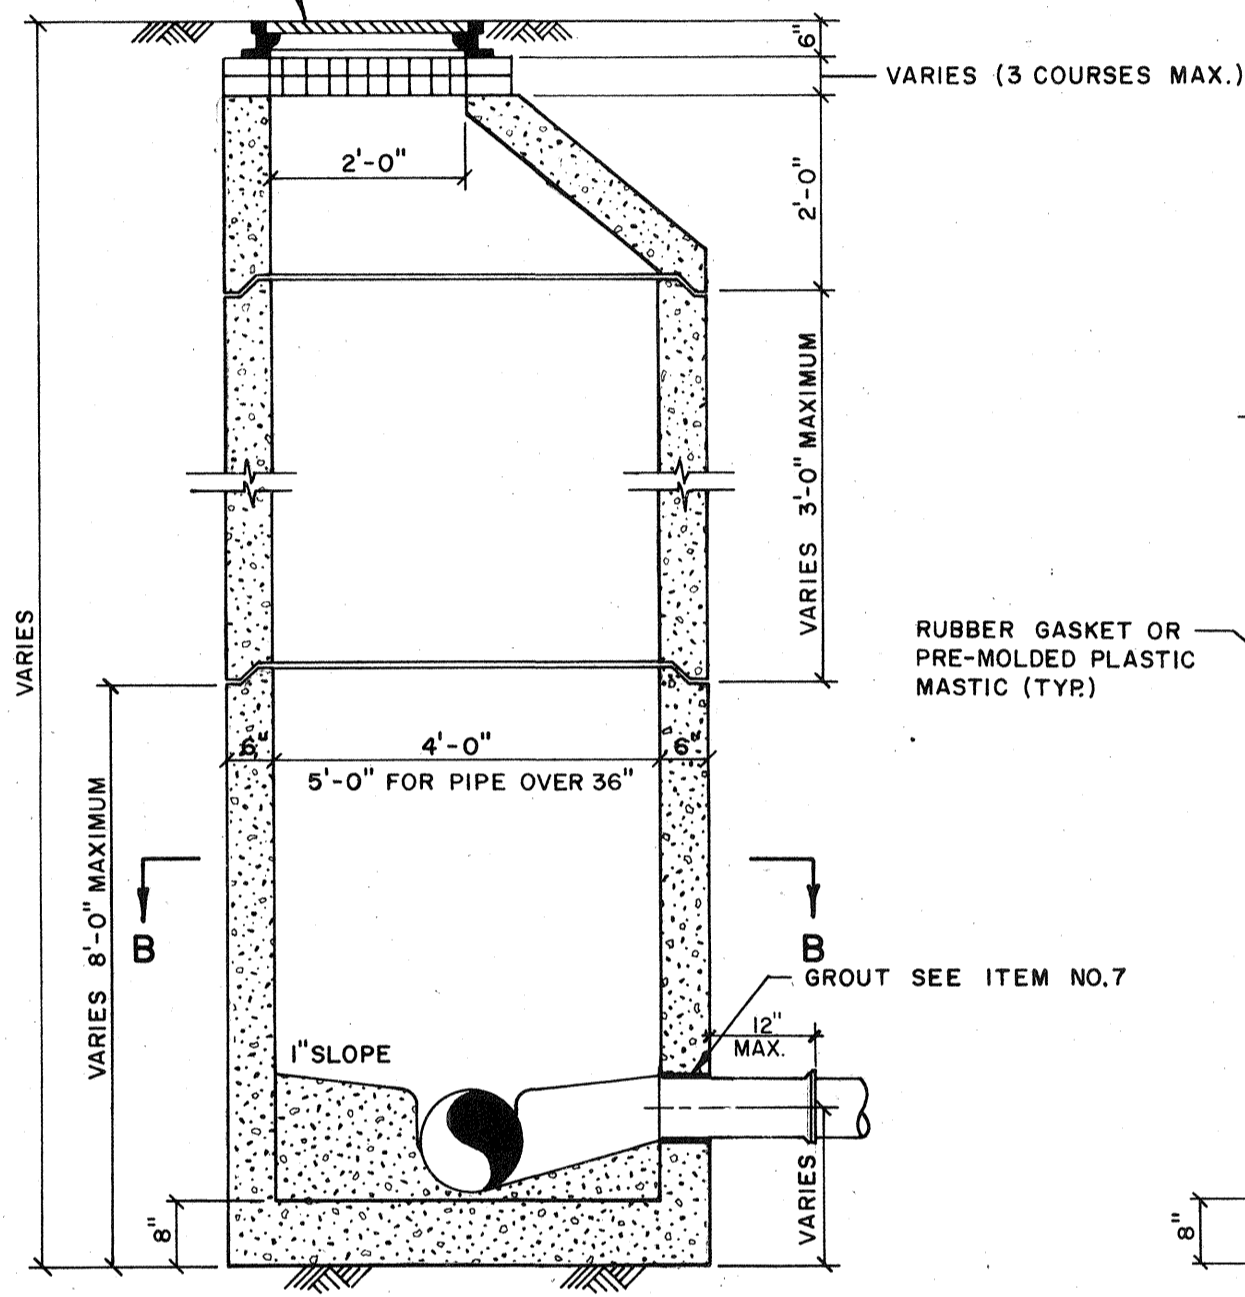 6"
VARIES (3 COURSES MAX.)
2'-0"
2'-0"
VARIES 3'-0" MAXIMUM
VARIES
RUBBER GASKET OR
PRE-MOLDED PLASTIC
MASTIC (TYP.)
6"
4'-0"
6"
5'-0" FOR PIPE OVER 36"
VARIES 8'-0" MAXIMUM
B
B
GROUT SEE ITEM NO.7
12"
MAX.
1" SLOPE
VARIES
8"
8"